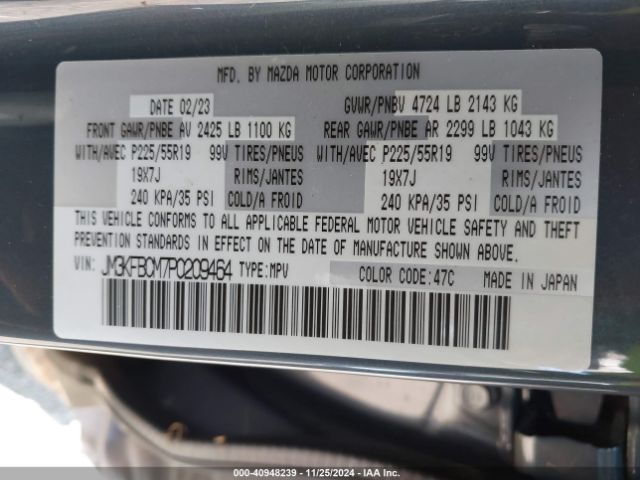 MFD. BY MAZDA MOTOR CORPORATION
DATE 02/23 GVWR/PNBV 4724 LB 2143 KG
FRONT GAWR/PNBE AV 2425 LB 1100 KG REAR GAWR/PNBE AR 2299 LB 1043 KG
WITH/AVEC P225/55R19 99V TIRES/PNEUS WITH/AVEC P225/55R19 99V TIRES/PNEUS
19X7J RIMS/JANTES 19X7J RIMS/JANTES
240 KPA/35 PSI COLD/A FROID 240 KPA/35 PSI COLD/A FROID
THIS VEHICLE CONFORMS TO ALL APPLICABLE FEDERAL MOTOR VEHICLE SAFETY AND THEFT
PREVENTION STANDARDS IN EFFECT ON THE DATE OF MANUFACTURE SHOWN ABOVE.
VIN: JM3KFBCM7P0209464 TYPE:MPV COLOR CODE:47C MADE IN JAPAN
000-40948239 - 11/25/2024 - IAA Inc.